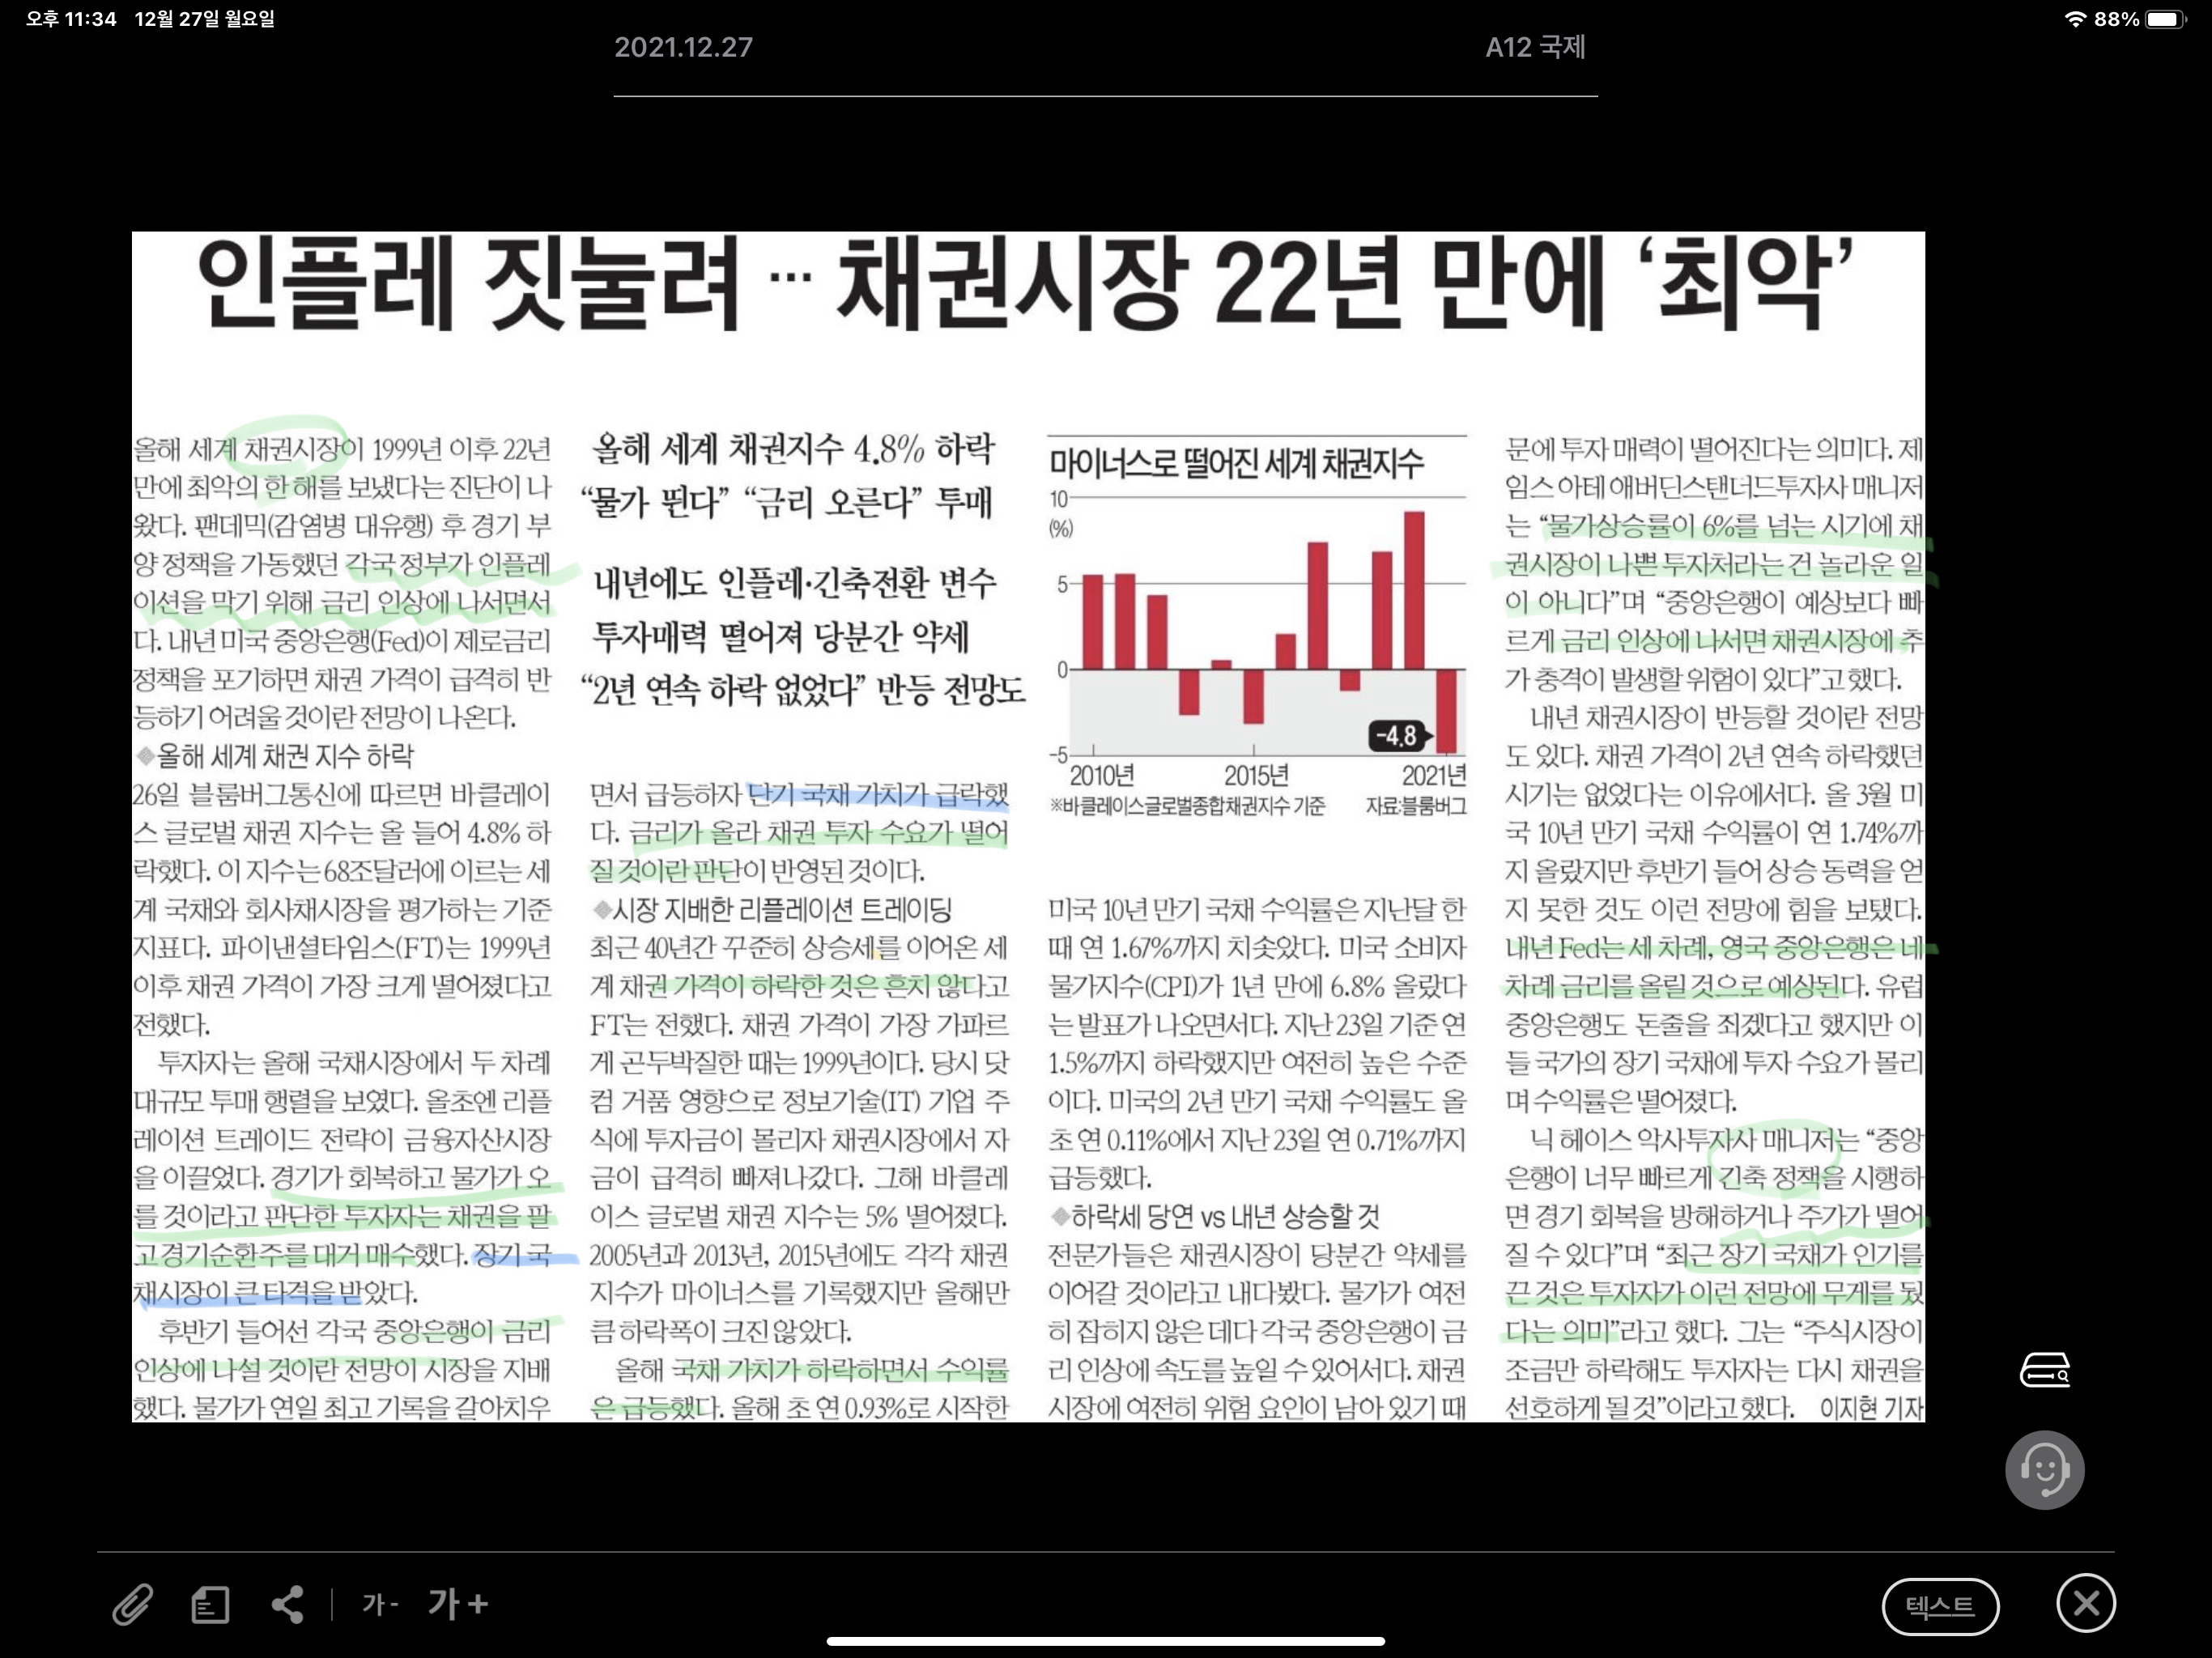 오후 11:34 12월 27일 월요일
88%
2021.12.27
A12 국제
인플레 짓눌려 … 채권시장 22년 만에 ‘최악’
올해 세계 채권시장이 1999년 이후 22년
만에 최악의 한 해를 보냈다는 진단이 나
왔다. 팬데믹(감염병 대유행) 후 경기 부
양 정책을 가동했던 각국 정부가 인플레
이션을 막기 위해 금리 인상에 나서면서
다. 내년 미국 중앙은행(Fed)이 제로금리
정책을 포기하면 채권 가격이 급격히 반
등하기 어려울 것이란 전망이 나온다.
◆올해 세계 채권 지수 하락
26일 블룸버그통신에 따르면 바클레이
스 글로벌 채권 지수는 올 들어 4.8% 하
락했다. 이 지수는 68조달러에 이르는 세
계 국채와 회사채시장을 평가하는 기준
지표다. 파이낸셜타임스(FT)는 1999년
이후 채권 가격이 가장 크게 떨어졌다고
전했다.
투자자는 올해 국채시장에서 두 차례
대규모 투매 행렬을 보였다. 올초엔 리플
레이션 트레이드 전략이 금융자산시장
을 이끌었다. 경기가 회복하고 물가가 오
를 것이라고 판단한 투자자는 채권을 팔
고 경기순환주를 대거 매수했다. 장기 국
채시장이 큰 타격을 받았다.
후반기 들어선 각국 중앙은행이 금리
인상에 나설 것이란 전망이 시장을 지배
했다. 물가가 연일 최고 기록을 갈아치우
올해 세계 채권지수 4.8% 하락
“물가 뛴다” “금리 오른다” 투매
내년에도 인플레·긴축전환 변수
투자매력 떨어져 당분간 약세
“2년 연속 하락 없었다” 반등 전망도
면서 급등하자 단기 국채 가치가 급락했
다. 금리가 올라 채권 투자 수요가 떨어
질 것이란 판단이 반영된 것이다.
◆시장 지배한 리플레이션 트레이딩
최근 40년간 꾸준히 상승세를 이어온 세
계 채권 가격이 하락한 것은 흔치 않다고
FT는 전했다. 채권 가격이 가장 가파르
게 곤두박질한 때는 1999년이다. 당시 닷
컴 거품 영향으로 정보기술(IT) 기업 주
식에 투자금이 몰리자 채권시장에서 자
금이 급격히 빠져나갔다. 그해 바클레
이스 글로벌 채권 지수는 5% 떨어졌다.
2005년과 2013년, 2015년에도 각각 채권
지수가 마이너스를 기록했지만 올해만
큼 하락폭이 크진 않았다.
올해 국채 가치가 하락하면서 수익률
은 급등했다. 올해 초 연 0.93%로 시작한
마이너스로 떨어진 세계 채권지수
10
(%)
5
0
-5
-4.8
2010년 2015년 2021년
※바클레이스글로벌종합채권지수 기준 자료:블룸버그
미국 10년 만기 국채 수익률은 지난달 한
때 연 1.67%까지 치솟았다. 미국 소비자
물가지수(CPI)가 1년 만에 6.8% 올랐다
는 발표가 나오면서다. 지난 23일 기준 연
1.5%까지 하락했지만 여전히 높은 수준
이다. 미국의 2년 만기 국채 수익률도 올
초 연 0.11%에서 지난 23일 연 0.71%까지
급등했다.
◆하락세 당연 vs 내년 상승할 것
전문가들은 채권시장이 당분간 약세를
이어갈 것이라고 내다봤다. 물가가 여전
히 잡히지 않은 데다 각국 중앙은행이 금
리 인상에 속도를 높일 수 있어서다. 채권
시장에 여전히 위험 요인이 남아 있기 때
문에 투자 매력이 떨어진다는 의미다. 제
임스 아테 애버딘스탠더드투자사 매니저
는 “물가상승률이 6%를 넘는 시기에 채
권시장이 나쁜 투자처라는 건 놀라운 일
이 아니다”며 “중앙은행이 예상보다 빠
르게 금리 인상에 나서면 채권시장에 추
가 충격이 발생할 위험이 있다”고 했다.
내년 채권시장이 반등할 것이란 전망
도 있다. 채권 가격이 2년 연속 하락했던
시기는 없었다는 이유에서다. 올 3월 미
국 10년 만기 국채 수익률이 연 1.74%까
지 올랐지만 후반기 들어 상승 동력을 얻
지 못한 것도 이런 전망에 힘을 보탰다.
내년 Fed는 세 차례, 영국 중앙은행은 네
차례 금리를 올릴 것으로 예상된다. 유럽
중앙은행도 돈줄을 죄겠다고 했지만 이
들 국가의 장기 국채에 투자 수요가 몰리
며 수익률은 떨어졌다.
닉 헤이스 악사투자사 매니저는 “중앙
은행이 너무 빠르게 긴축 정책을 시행하
면 경기 회복을 방해하거나 주가가 떨어
질 수 있다”며 “최근 장기 국채가 인기를
끈 것은 투자자가 이런 전망에 무게를 뒀
다는 의미”라고 했다. 그는 “주식시장이
조금만 하락해도 투자자는 다시 채권을
선호하게 될 것”이라고 했다. 이지현 기자
가- 가+
텍스트